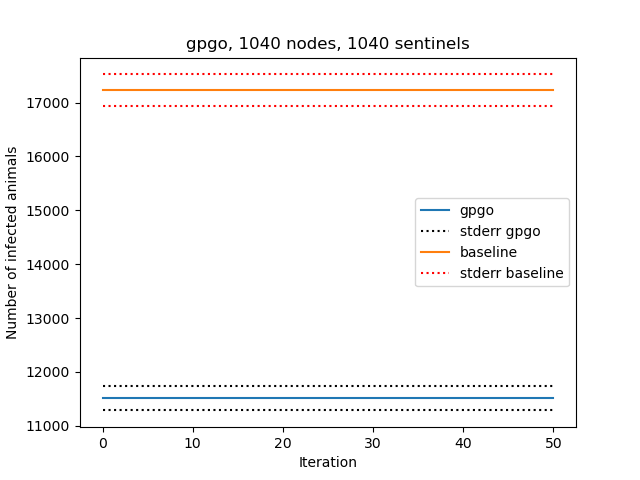 gpgo, 1040 nodes, 1040 sentinels
Number of infected animals
17000
16000
15000
14000
13000
12000
11000
gpgo
stderr gpgo
baseline
stderr baseline
0 10 20 30 40 50
Iteration